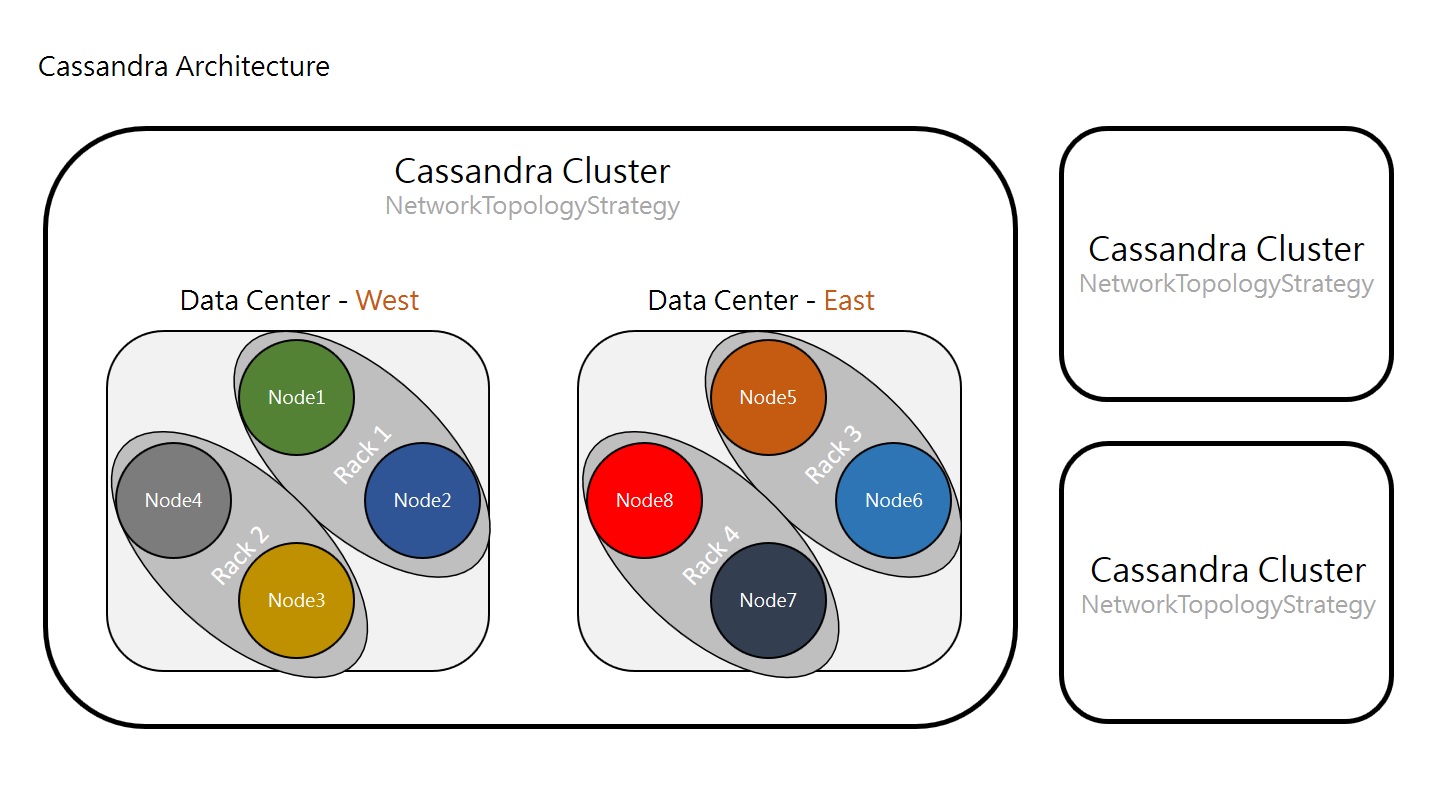 Cassandra Architecture
Cassandra Cluster
NetworkTopologyStrategy
Data Center - West
Node1
Rack 1
Node2
Node4
Rack 2
Node3
Data Center - East
Node5
Rack 3
Node6
Node8
Rack 4
Node7
Cassandra Cluster
NetworkTopologyStrategy
Cassandra Cluster
NetworkTopologyStrategy